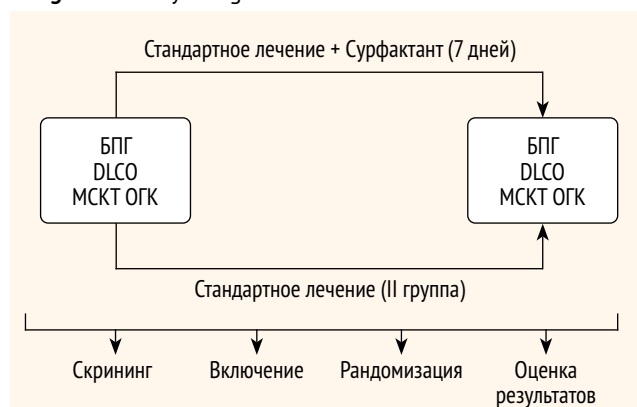 Стандартное лечение + Сурфактант (7 дней)
БПГ
DLCO
МСКТ ОГК
БПГ
DLCO
МСКТ ОГК
Стандартное лечение (II группа)
Скрининг Включение Рандомизация Оценка
результатов